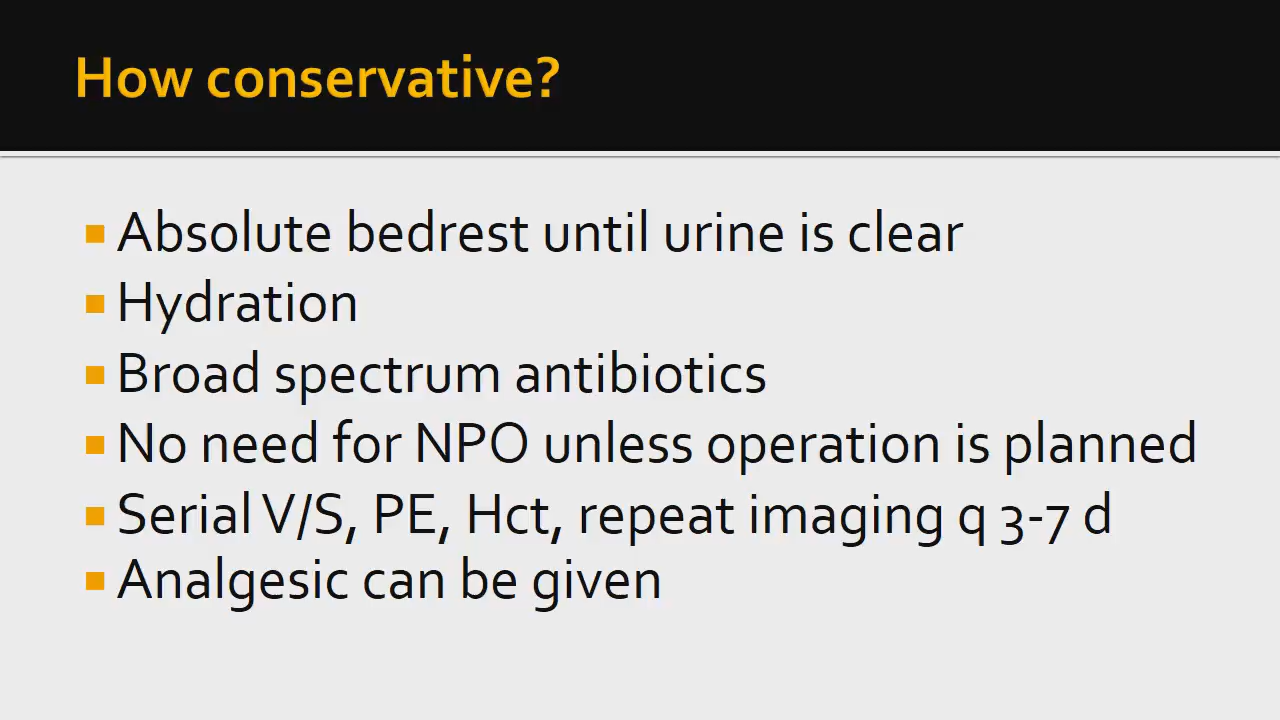 How conservative?
Absolute bedrest until urine is clear
Hydration
Broad spectrum antibiotics
No need for NPO unless operation is planned
Serial V/S, PE, Hct, repeat imaging q 3-7 d
Analgesic can be given